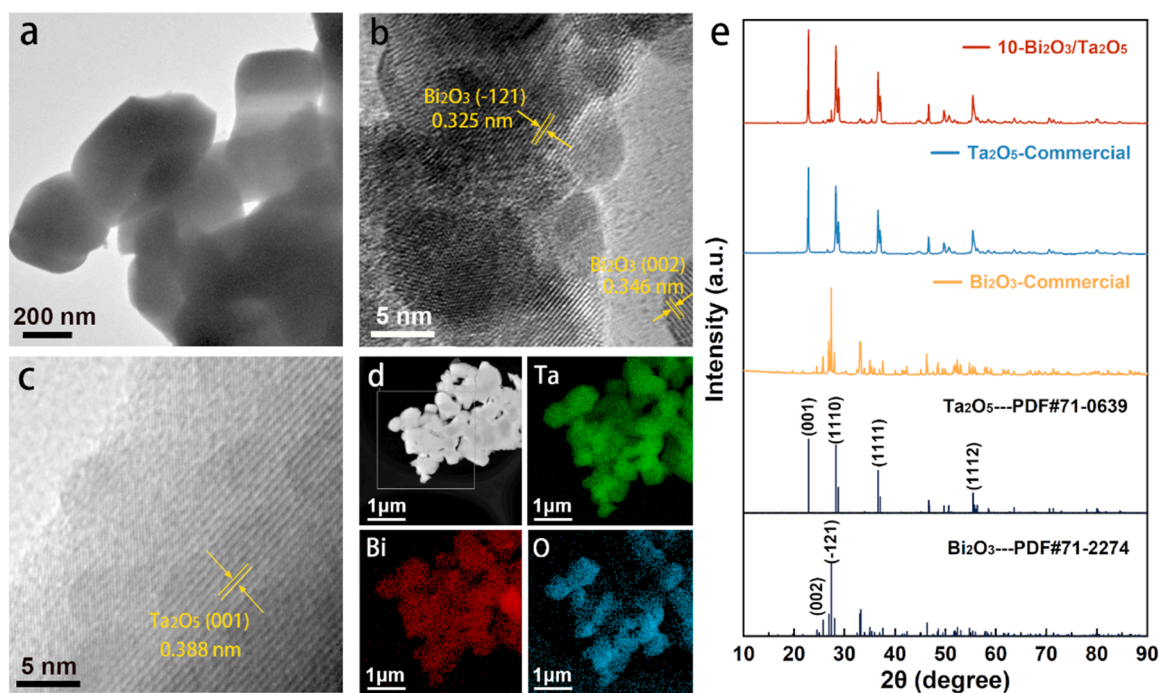 a
200 nm
b
Bi₂O₃ (-121)
0.325 nm
Bi₂O₃ (002)
0.346 nm
5 nm
c
Ta₂O₅ (001)
0.388 nm
5 nm
d
1μm
Ta
1μm
Bi
1μm
O
1μm
e
10-Bi₂O₃/Ta₂O₅
Ta₂O₅-Commercial
Bi₂O₃-Commercial
Ta₂O₅---PDF#71-0639
(001)
(1110)
(1111)
(1112)
Bi₂O₃---PDF#71-2274
(002)
(-121)
Intensity (a.u.)
10 20 30 40 50 60 70 80 90
2θ (degree)